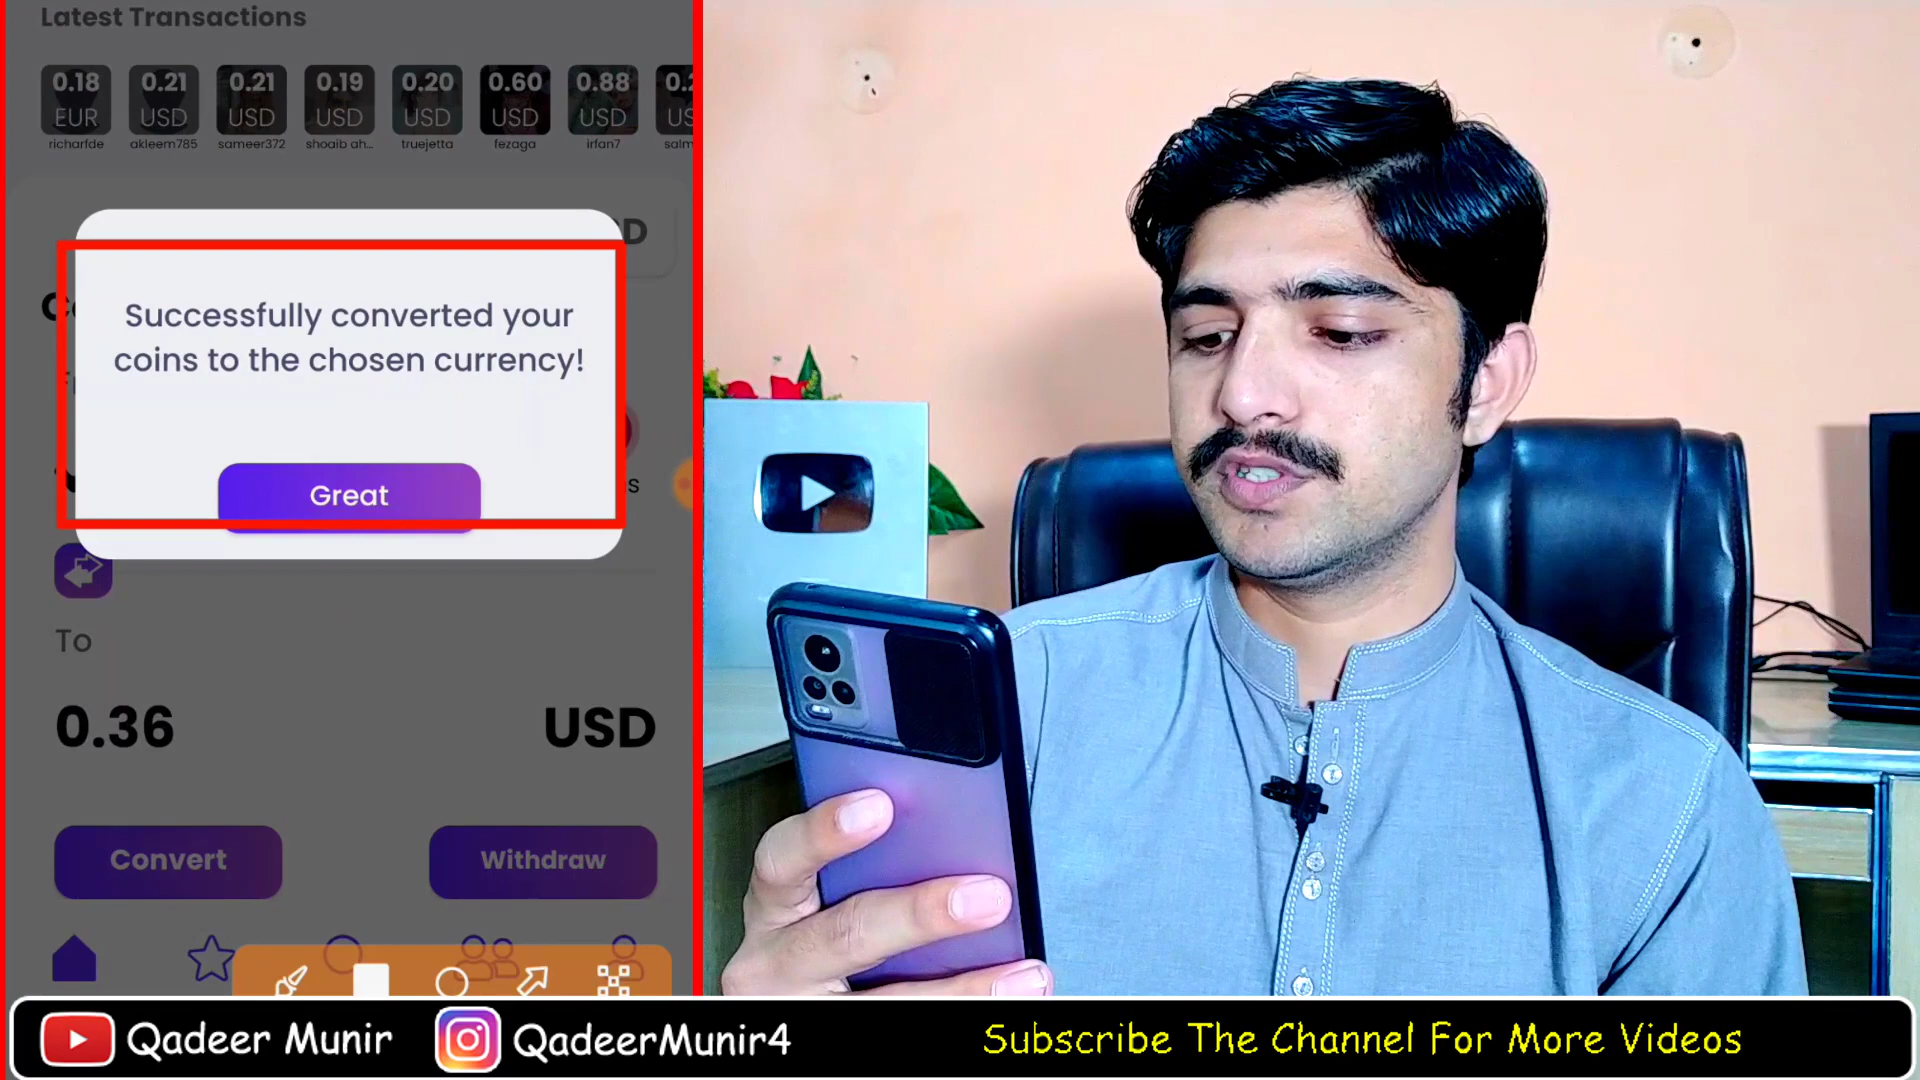 Latest Transactions
0.18 0.21 0.21 0.19 0.20 0.60 0.88
EUR USD USD USD USD USD USD US
richarfde akleem785 sameer372 shoaib ah... truejetta fezaga irfan7 salm
D
Successfully converted your
coins to the chosen currency!
Great
s
To
0.36 USD
Convert Withdraw
Qadeer Munir QadeerMunir4 Subscribe The Channel For More Videos